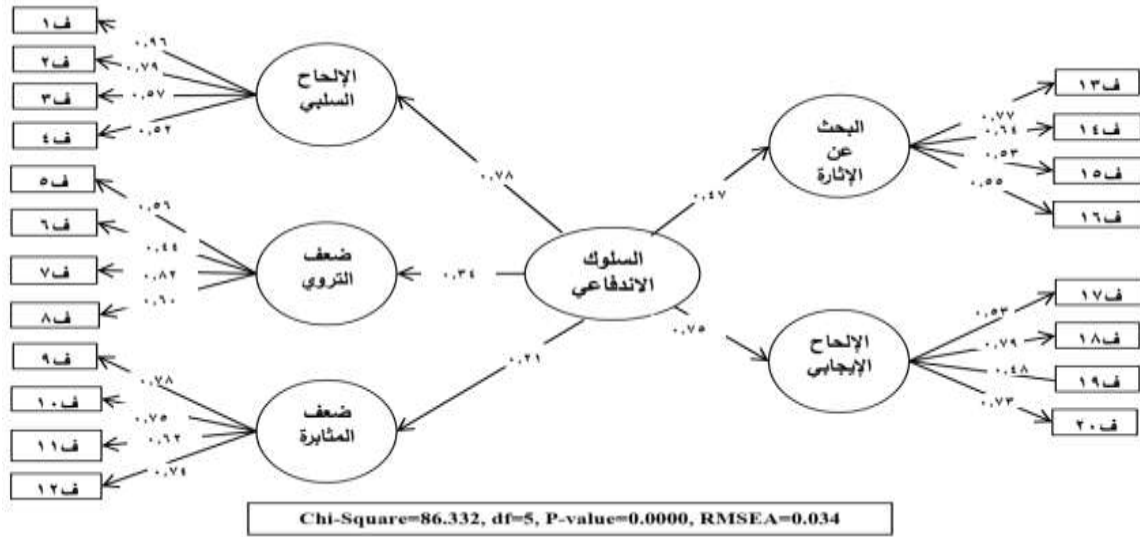 ف١
ف٢
ف٣
ف٤
٠,٩٦
٠,٧٩
٠,٥٧
٠,٥٢
الإلحاح
السلبي
ف٥
ف٦
ف٧
ف٨
٠,٥٦
٠,٤٤
٠,٨٢
٠,٦٠
ضعف
التروي
ف٩
ف١٠
ف١١
ف١٢
٠,٧٨
٠,٧٥
٠,٦٢
٠,٧٤
ضعف
المثابرة
٠,٧٨
٠,٣٤
٠,٢١
السلوك
الاندفاعي
٠,٤٧
٠,٧٥
البحث
عن
الإثارة
٠,٧٧
٠,٦٤
٠,٥٣
٠,٥٥
ف١٣
ف١٤
ف١٥
ف١٦
الإلحاح
الإيجابي
٠,٥٣
٠,٧٩
٠,٤٨
٠,٧٣
ف١٧
ف١٨
ف١٩
ف٢٠
Chi-Square=86.332, df=5, P-value=0.0000, RMSEA=0.034